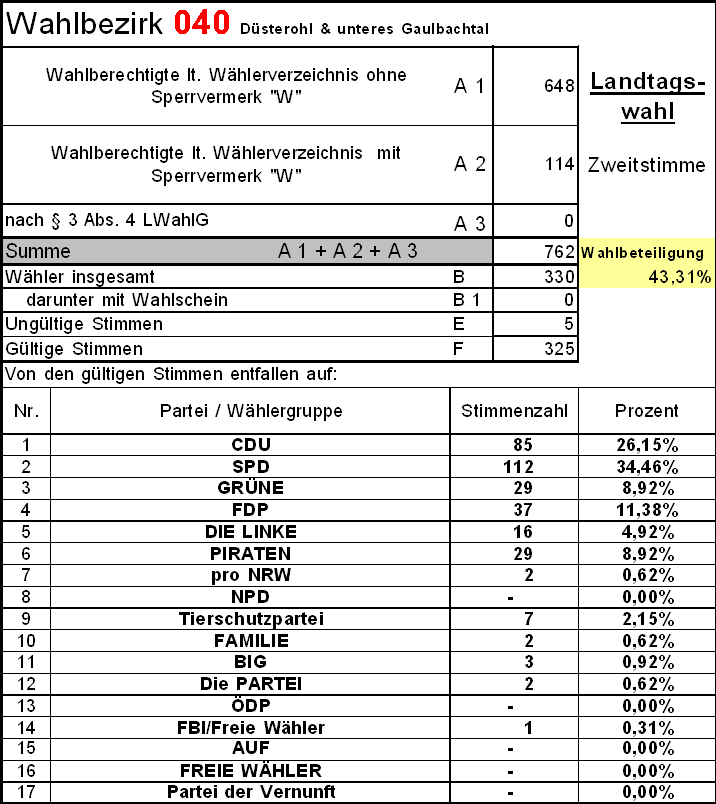 Wahlbezirk 040 Düsterohl & unteres Gaulbachtal
Wahlberechtigte lt. Wählerverzeichnis ohne
Sperrvermerk "W" A 1 648
Landtags-
wahl
Wahlberechtigte lt. Wählerverzeichnis mit
Sperrvermerk "W" A 2 114
Zweitstimme
nach § 3 Abs. 4 LWahlG A 3 0
Summe A 1 + A 2 + A 3 762 Wahlbeteiligung
Wähler insgesamt B 330 43,31%
darunter mit Wahlschein B 1 0
Ungültige Stimmen E 5
Gültige Stimmen F 325
Von den gültigen Stimmen entfallen auf:
Nr. Partei / Wählergruppe Stimmenzahl Prozent
1 CDU 85 26,15%
2 SPD 112 34,46%
3 GRÜNE 29 8,92%
4 FDP 37 11,38%
5 DIE LINKE 16 4,92%
6 PIRATEN 29 8,92%
7 pro NRW 2 0,62%
8 NPD - 0,00%
9 Tierschutzpartei 7 2,15%
10 FAMILIE 2 0,62%
11 BIG 3 0,92%
12 Die PARTEI 2 0,62%
13 ÖDP - 0,00%
14 FBI/Freie Wähler 1 0,31%
15 AUF - 0,00%
16 FREIE WÄHLER - 0,00%
17 Partei der Vernunft - 0,00%